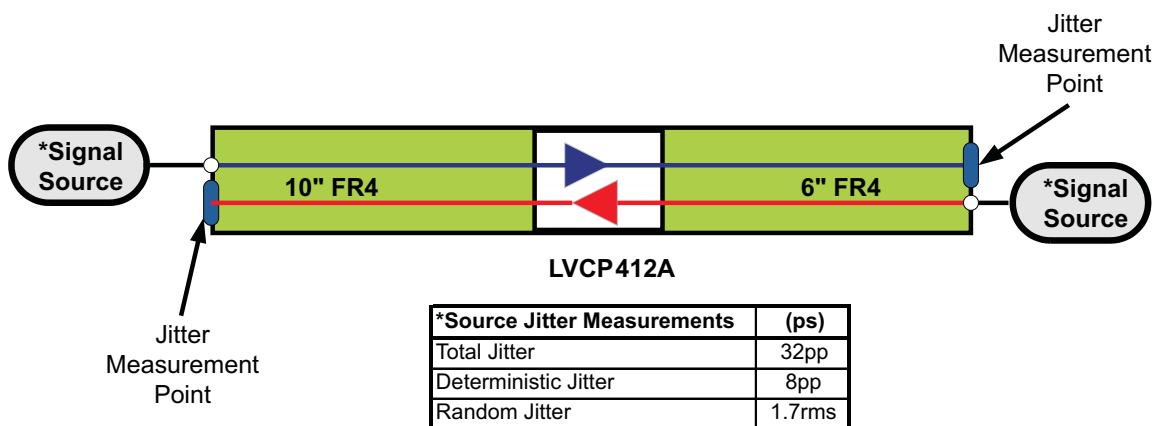 Jitter
Measurement
Point
*Signal
Source
10" FR4
6" FR4
*Signal
Source
LVCP412A
Jitter
Measurement
Point
*Source Jitter Measurements (ps)
Total Jitter 32pp
Deterministic Jitter 8pp
Random Jitter 1.7rms